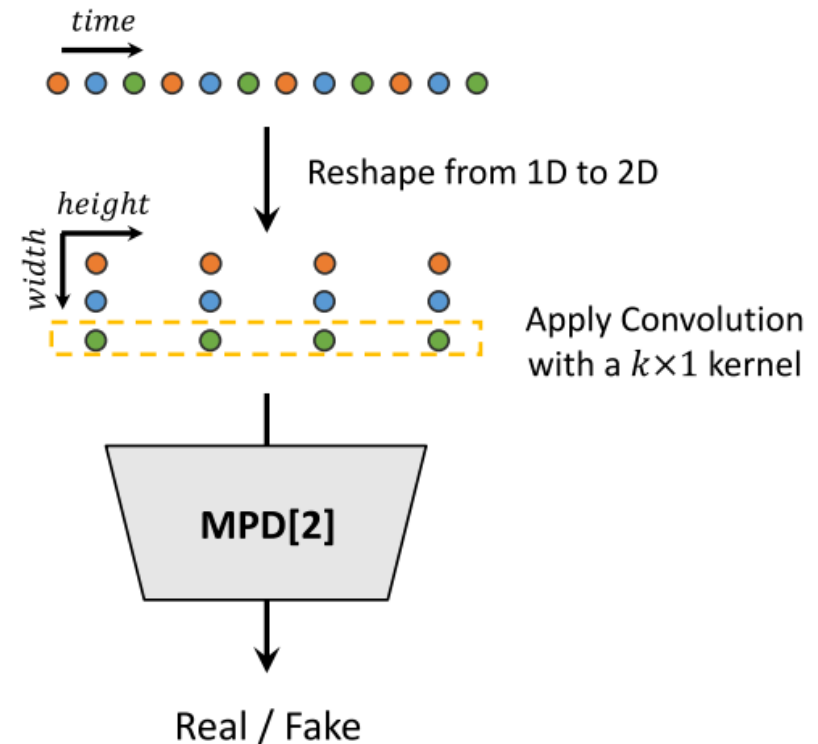 time
Reshape from 1D to 2D
height
width
Apply Convolution
with a k×1 kernel
MPD[2]
Real / Fake